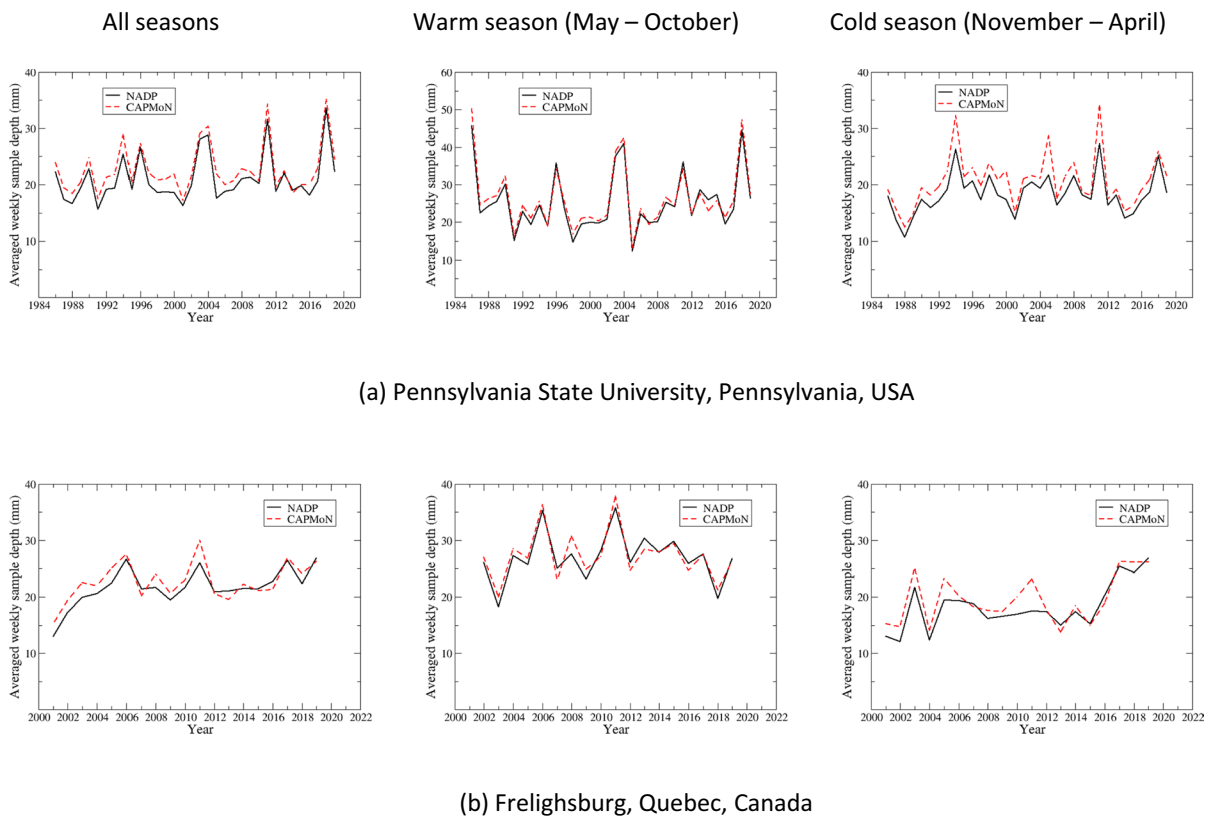 All seasons
Warm season (May – October)
Cold season (November – April)
Averaged weekly sample depth (mm)
40
30
20
10
NADP
CAPMoN
1984 1988 1992 1996 2000 2004 2008 2012 2016 2020
Year
Averaged weekly sample depth (mm)
60
50
40
30
20
10
NADP
CAPMoN
1984 1988 1992 1996 2000 2004 2008 2012 2016 2020
Year
Averaged weekly sample depth (mm)
40
30
20
10
NADP
CAPMoN
1984 1988 1992 1996 2000 2004 2008 2012 2016 2020
Year
(a) Pennsylvania State University, Pennsylvania, USA
Averaged weekly sample depth (mm)
40
30
20
10
NADP
CAPMoN
2000 2002 2004 2006 2008 2010 2012 2014 2016 2018 2020 2022
Year
Averaged weekly sample depth (mm)
40
30
20
10
NADP
CAPMoN
2000 2002 2004 2006 2008 2010 2012 2014 2016 2018 2020 2022
Year
Averaged weekly sample depth (mm)
40
30
20
10
NADP
CAPMoN
2000 2002 2004 2006 2008 2010 2012 2014 2016 2018 2020 2022
Year
(b) Frelighsburg, Quebec, Canada